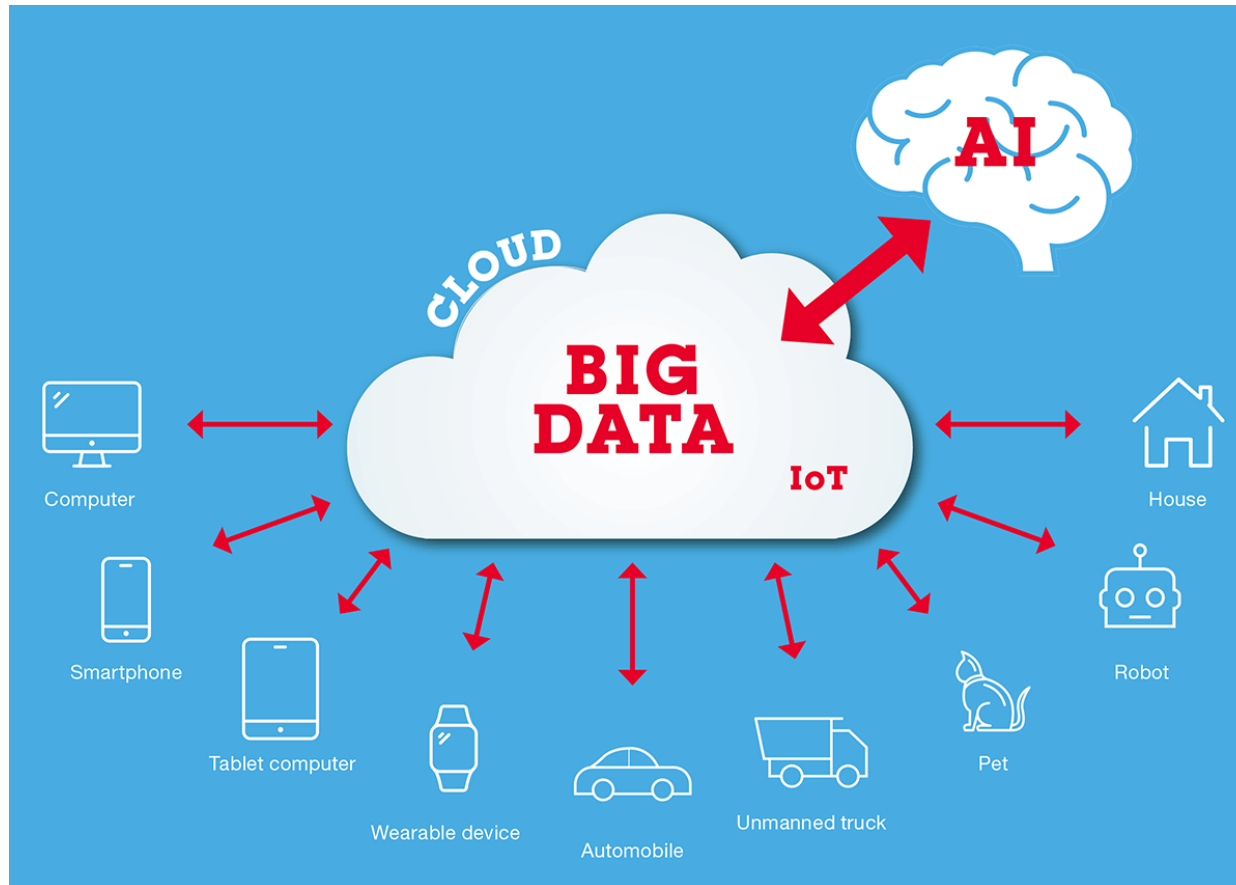 AI
CLOUD
BIG
DATA
IoT
Computer
House
Smartphone
Robot
Tablet computer
Pet
Wearable device
Unmanned truck
Automobile